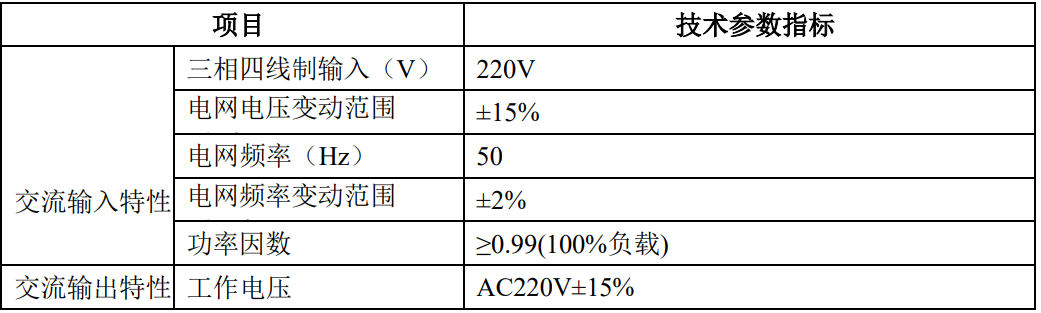 项目 技术参数指标
三相四线制输入（V） 220V
电网电压变动范围 ±15%
电网频率（Hz） 50
交流输入特性 电网频率变动范围 ±2%
功率因数 ≥0.99(100%负载)
交流输出特性 工作电压 AC220V±15%